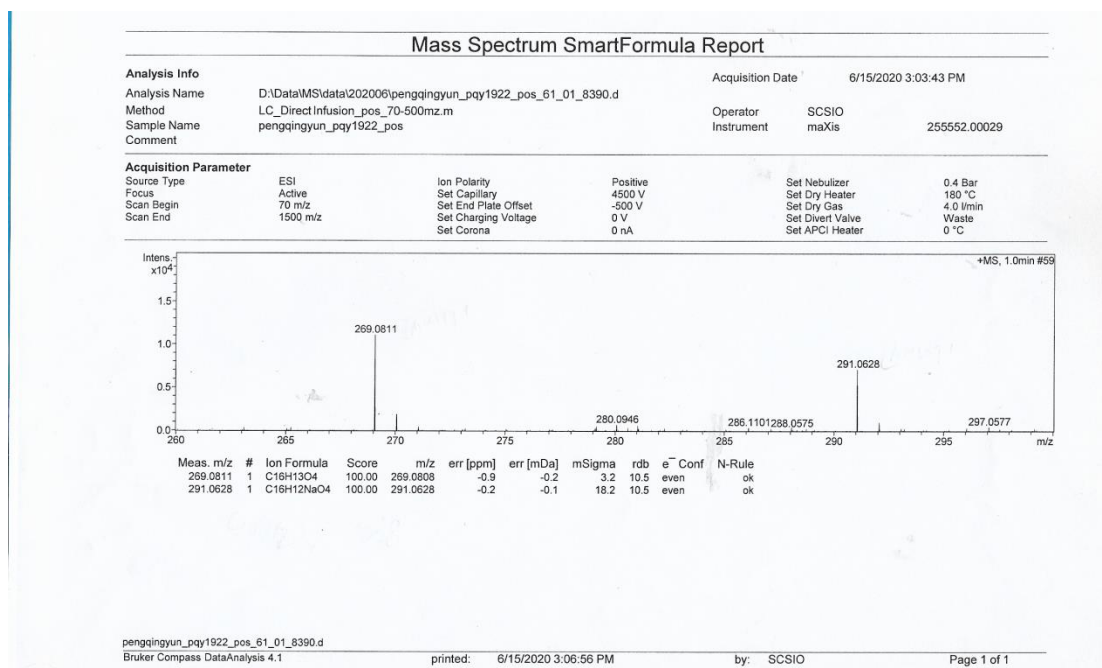 Mass Spectrum SmartFormula Report
Analysis Info Acquisition Date 6/15/2020 3:03:43 PM
Analysis Name D:\Data\MS\data\202006\pengqingyun_pqy1922_pos_61_01_8390.d
Method LC_Direct Infusion_pos_70-500mz.m Operator SCSIO
Sample Name pengqingyun_pqy1922_pos Instrument maXis 255552.00029
Comment
Acquisition Parameter
Source Type ESI Ion Polarity Positive Set Nebulizer 0.4 Bar
Focus Active Set Capillary 4500 V Set Dry Heater 180 °C
Scan Begin 70 m/z Set End Plate Offset -500 V Set Dry Gas 4.0 l/min
Scan End 1500 m/z Set Charging Voltage 0 V Set Divert Valve Waste
Set Corona 0 nA Set APCI Heater 0 °C
Intens. +MS, 1.0min #59
x10⁴
1.5
269.0811
1.0
291.0628
0.5
280.0946 286.1101 288.0575 297.0577
0.0
260 265 270 275 280 285 290 295 m/z
Meas. m/z # Ion Formula Score m/z err [ppm] err [mDa] mSigma rdb e⁻ Conf N-Rule
269.0811 1 C16H13O4 100.00 269.0808 -0.9 -0.2 3.2 10.5 even ok
291.0628 1 C16H12NaO4 100.00 291.0628 -0.2 -0.1 18.2 10.5 even ok
pengqingyun_pqy1922_pos_61_01_8390.d
Bruker Compass DataAnalysis 4.1 printed: 6/15/2020 3:06:56 PM by: SCSIO Page 1 of 1